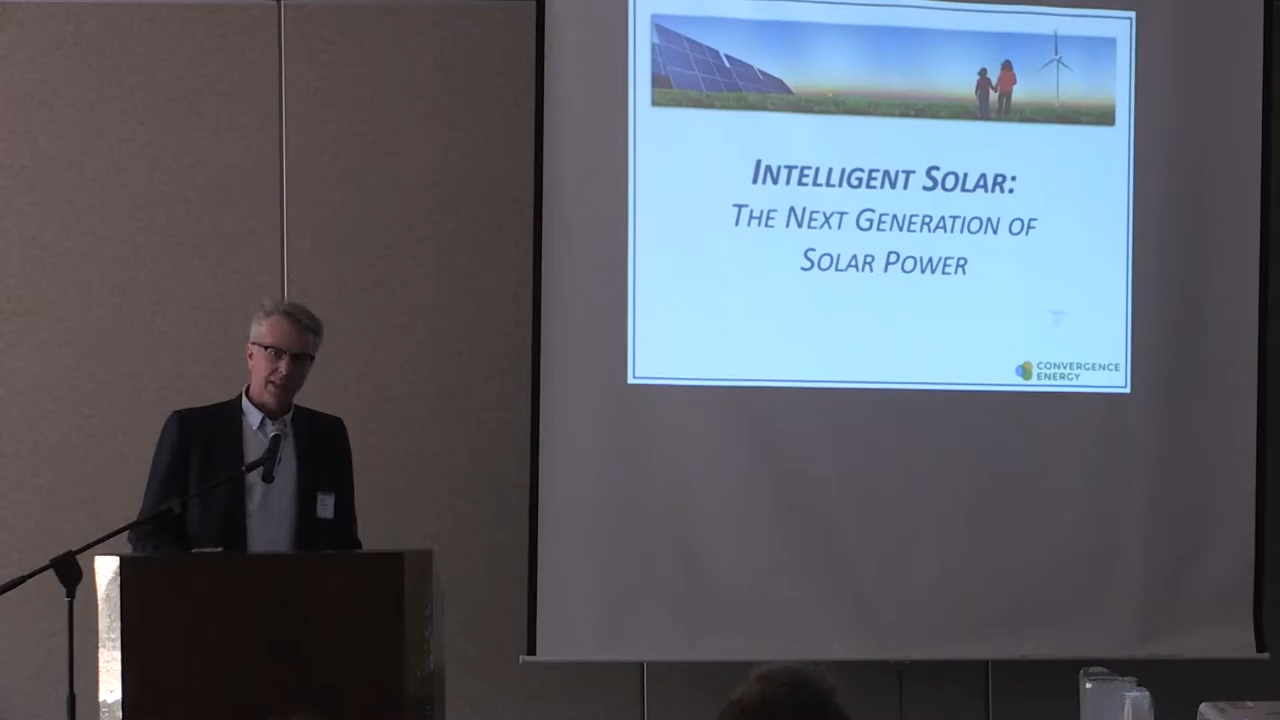 INTELLIGENT SOLAR:
THE NEXT GENERATION OF
SOLAR POWER
CONVERGENCE
ENERGY